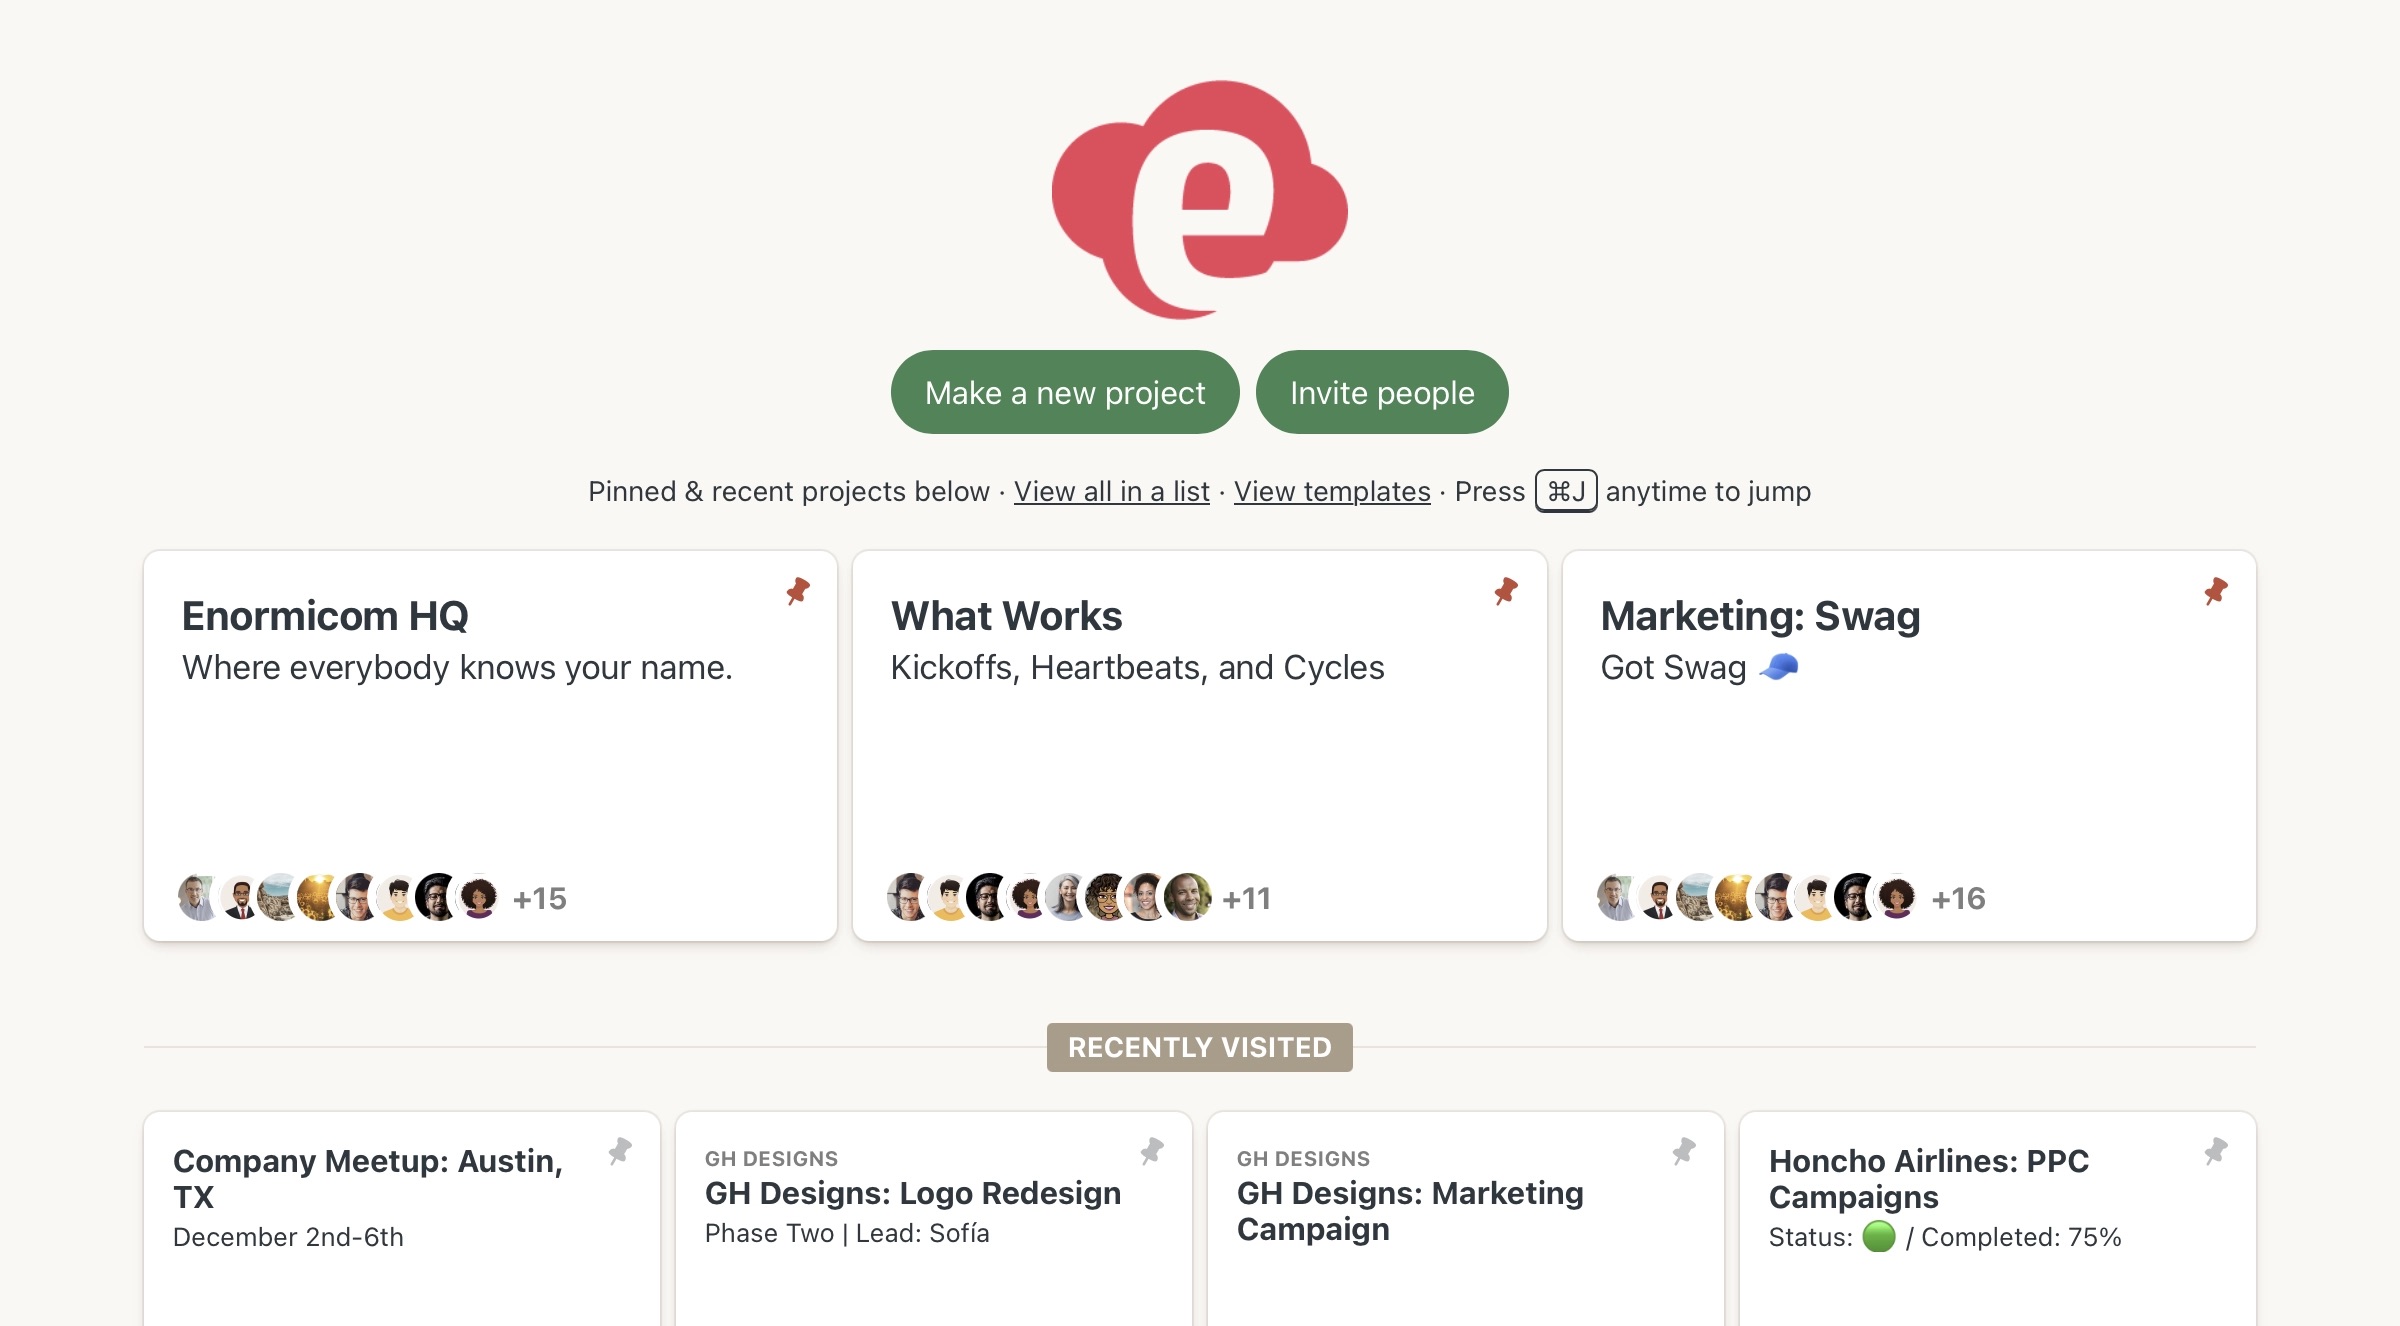 e
Make a new project
Invite people
Pinned & recent projects below · View all in a list · View templates · Press ⌘J anytime to jump
Enormicom HQ
Where everybody knows your name.
+15
What Works
Kickoffs, Heartbeats, and Cycles
+11
Marketing: Swag
Got Swag 🧢
+16
RECENTLY VISITED
Company Meetup: Austin,
TX
December 2nd-6th
GH DESIGNS
GH Designs: Logo Redesign
Phase Two | Lead: Sofía
GH DESIGNS
GH Designs: Marketing
Campaign
Honcho Airlines: PPC
Campaigns
Status: 🟢 / Completed: 75%